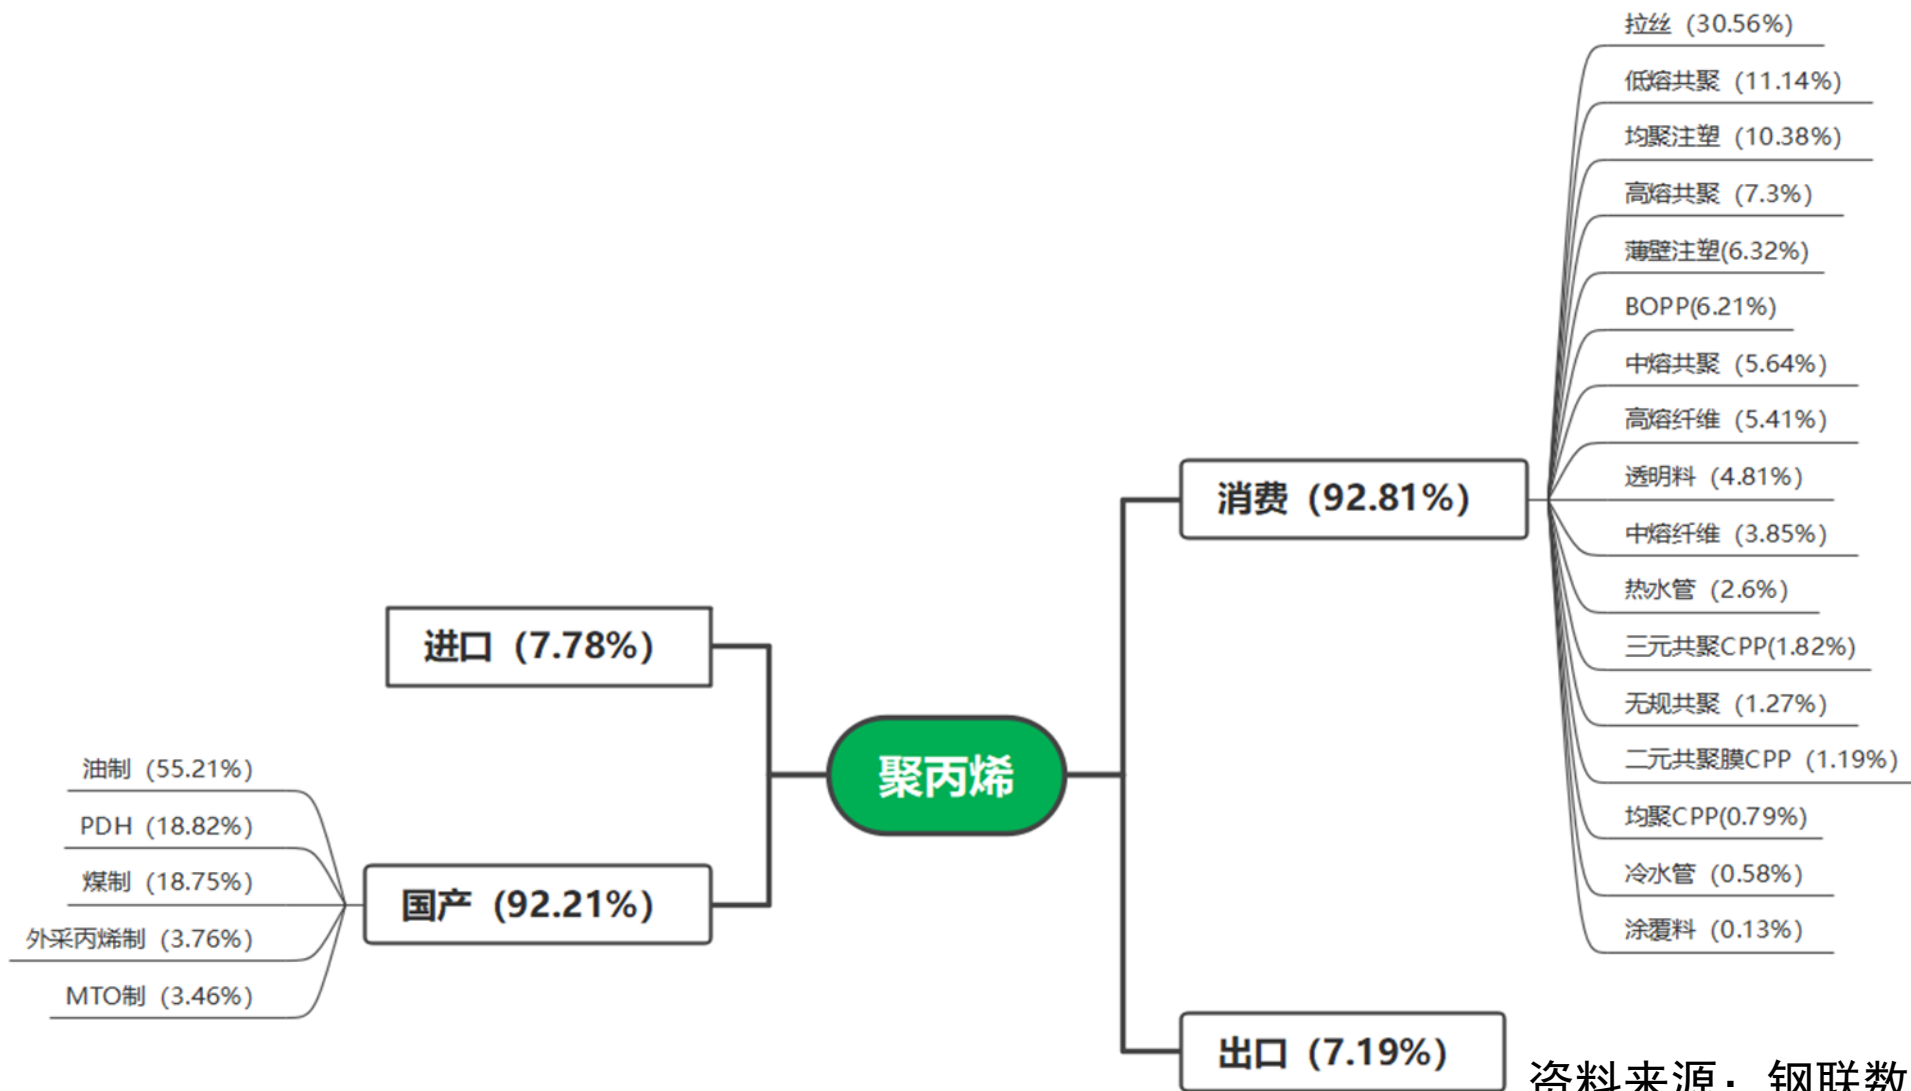 拉丝（30.56%）
低熔共聚（11.14%）
均聚注塑（10.38%）
高熔共聚（7.3%）
薄壁注塑(6.32%)
BOPP(6.21%)
中熔共聚（5.64%）
高熔纤维（5.41%）
透明料（4.81%）
中熔纤维（3.85%）
热水管（2.6%）
三元共聚CPP(1.82%)
无规共聚（1.27%）
二元共聚膜CPP（1.19%）
均聚CPP(0.79%)
冷水管（0.58%）
涂覆料（0.13%）
消费（92.81%）
出口（7.19%）
聚丙烯
进口（7.78%）
国产（92.21%）
油制（55.21%）
PDH（18.82%）
煤制（18.75%）
外采丙烯制（3.76%）
MTO制（3.46%）
资料来源：钢联数